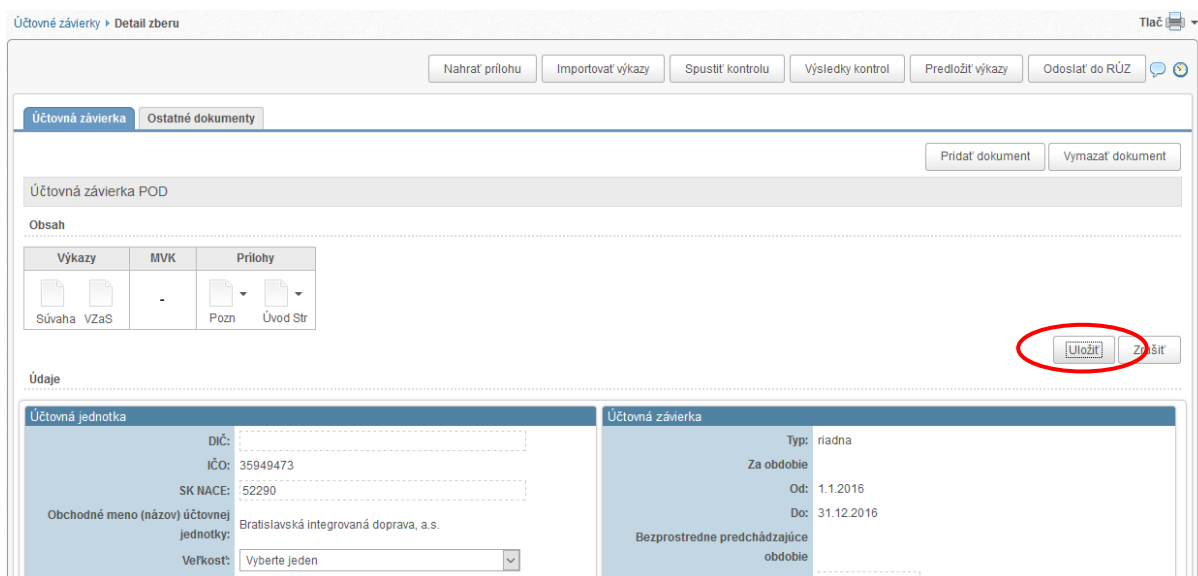 Účtovné závierky ▸ Detail zberu
Tlač
Nahrať prílohu Importovať výkazy Spustiť kontrolu Výsledky kontrol Predložiť výkazy Odoslať do RÚZ
Účtovná závierka Ostatné dokumenty
Pridať dokument Vymazať dokument
Účtovná závierka POD
Obsah
Výkazy MVK Prílohy
-
Súvaha VZaS Pozn Úvod Str
Uložiť Zrušiť
Údaje
Účtovná jednotka
DIČ:
IČO: 35949473
SK NACE: 52290
Obchodné meno (názov) účtovnej
jednotky: Bratislavská integrovaná doprava, a.s.
Veľkosť: Vyberte jeden
Účtovná závierka
Typ: riadna
Za obdobie
Od: 1.1.2016
Do: 31.12.2016
Bezprostredne predchádzajúce
obdobie